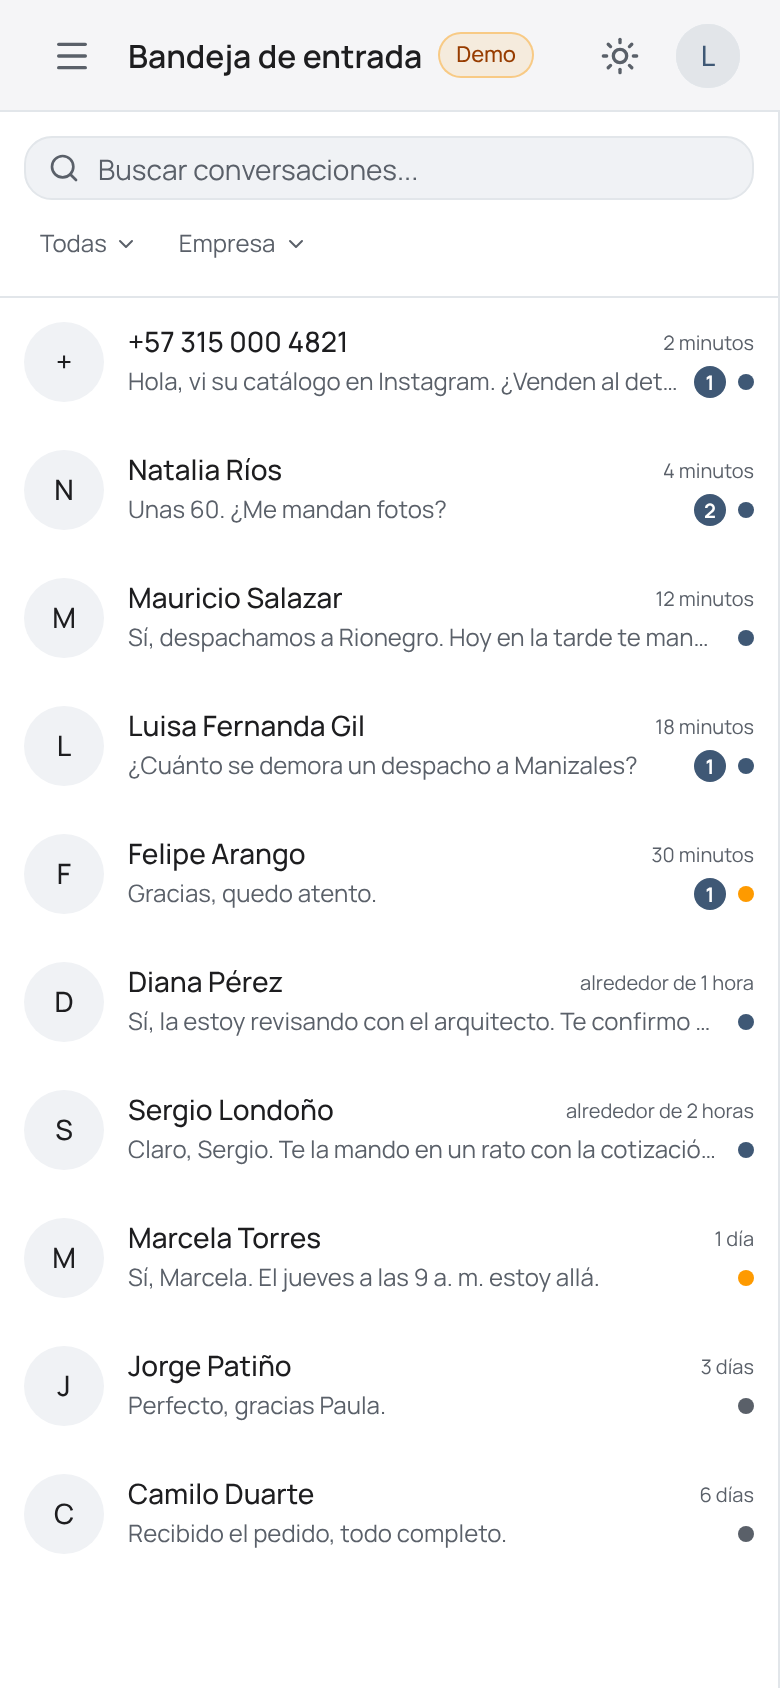 Bandeja de entrada Demo L
Buscar conversaciones...
Todas Empresa
+ +57 315 000 4821 2 minutos
Hola, vi su catálogo en Instagram. ¿Venden al det... 1
N Natalia Ríos 4 minutos
Unas 60. ¿Me mandan fotos? 2
M Mauricio Salazar 12 minutos
Sí, despachamos a Rionegro. Hoy en la tarde te man...
L Luisa Fernanda Gil 18 minutos
¿Cuánto se demora un despacho a Manizales? 1
F Felipe Arango 30 minutos
Gracias, quedo atento. 1
D Diana Pérez alrededor de 1 hora
Sí, la estoy revisando con el arquitecto. Te confirmo ...
S Sergio Londoño alrededor de 2 horas
Claro, Sergio. Te la mando en un rato con la cotizació...
M Marcela Torres 1 día
Sí, Marcela. El jueves a las 9 a. m. estoy allá.
J Jorge Patiño 3 días
Perfecto, gracias Paula.
C Camilo Duarte 6 días
Recibido el pedido, todo completo.